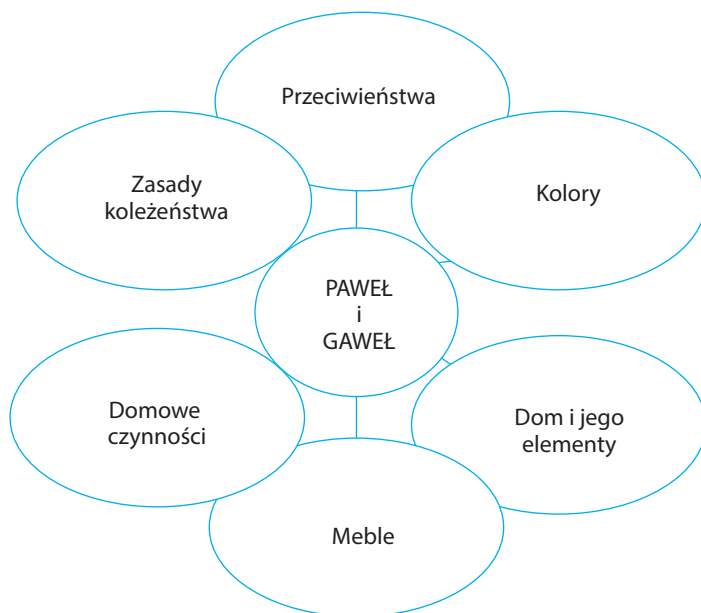 Przeciwieństwa
Zasady
koleżeństwa
Kolory
PAWEŁ
i
GAWEŁ
Domowe
czynności
Dom i jego
elementy
Meble